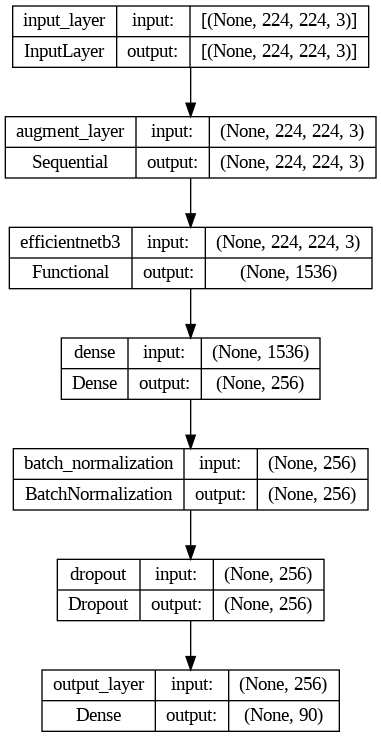 input_layer input: [(None, 224, 224, 3)]
InputLayer output: [(None, 224, 224, 3)]
augment_layer input: (None, 224, 224, 3)
Sequential output: (None, 224, 224, 3)
efficientnetb3 input: (None, 224, 224, 3)
Functional output: (None, 1536)
dense input: (None, 1536)
Dense output: (None, 256)
batch_normalization input: (None, 256)
BatchNormalization output: (None, 256)
dropout input: (None, 256)
Dropout output: (None, 256)
output_layer input: (None, 256)
Dense output: (None, 90)